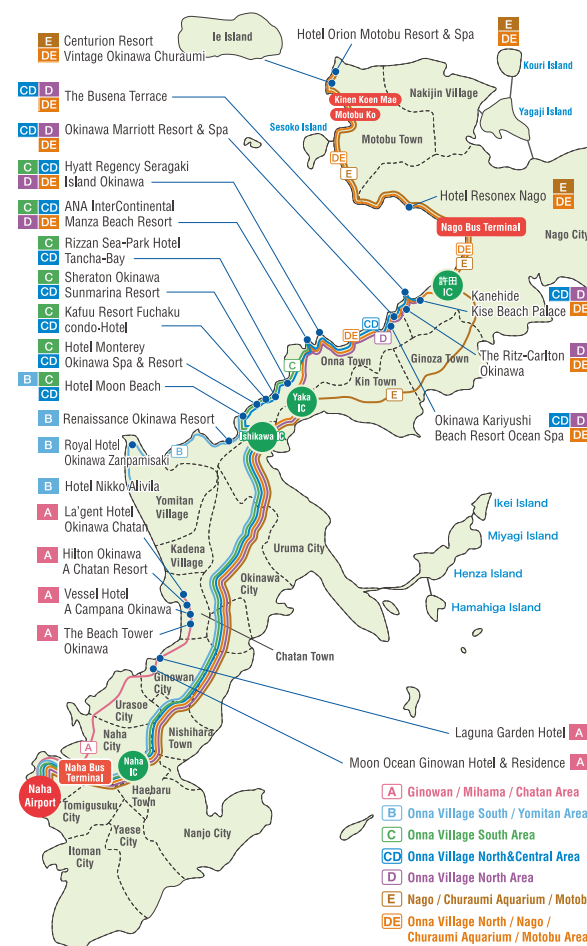 E
DE
Centurion Resort
Vintage Okinawa Churaumi
Ie Island
Hotel Orion Motobu Resort & Spa
E
DE
Kouri Island
CD D
DE
The Busena Terrace
Kinen Koen Mae
Motobu Ko
Nakijin Village
Yagaji Island
CD D
DE
Okinawa Marriott Resort & Spa
Sesoko Island
Motobu Town
C CD
D DE
Hyatt Regency Seragaki
Island Okinawa
DE
E
Hotel Resonex Nago
E
DE
C CD
D DE
ANA InterContinental
Manza Beach Resort
Nago Bus Terminal
Nago City
C
CD
Rizzan Sea-Park Hotel
Tancha-Bay
DE
E
C
CD
Sheraton Okinawa
Sunmarina Resort
許田
IC
Kanehide
Kise Beach Palace
CD D
DE
C
CD
Kafuu Resort Fuchaku
condo-Hotel
CD
DE
D
C
Onna Town
Ginoza Town
The Ritz-Carlton
Okinawa
D
DE
C
CD
Hotel Monterey
Okinawa Spa & Resort
Kin Town
B C
CD
Hotel Moon Beach
Yaka
IC
E
B
Renaissance Okinawa Resort
Ishikawa IC
Okinawa Kariyushi
Beach Resort Ocean Spa
CD D
DE
B
Royal Hotel
Okinawa Zanpamisaki
B
B
Hotel Nikko Alivila
Yomitan
Village
Ikei Island
A
La'gent Hotel
Okinawa Chatan
Miyagi Island
Kadena
Village
Uruma City
A
Hilton Okinawa
A Chatan Resort
Henza Island
Okinawa
City
A
Vessel Hotel
A Campana Okinawa
Hamahiga Island
A
The Beach Tower
Okinawa
Chatan Town
Ginowan
City
Urasoe
City
Naha
City
Nishihara
Town
Laguna Garden Hotel A
A
Moon Ocean Ginowan Hotel & Residence A
Naha Bus
Terminal
Naha
IC
Naha
Airport
Haebaru
Town
Tomigusuku
City
Yaese
City
Nanjo City
Itoman
City
A Ginowan / Mihama / Chatan Area
B Onna Village South / Yomitan Area
C Onna Village South Area
CD Onna Village North&Central Area
D Onna Village North Area
E Nago / Churaumi Aquarium / Motob
DE Onna Village North / Nago /
Churaumi Aquarium / Motobu Area